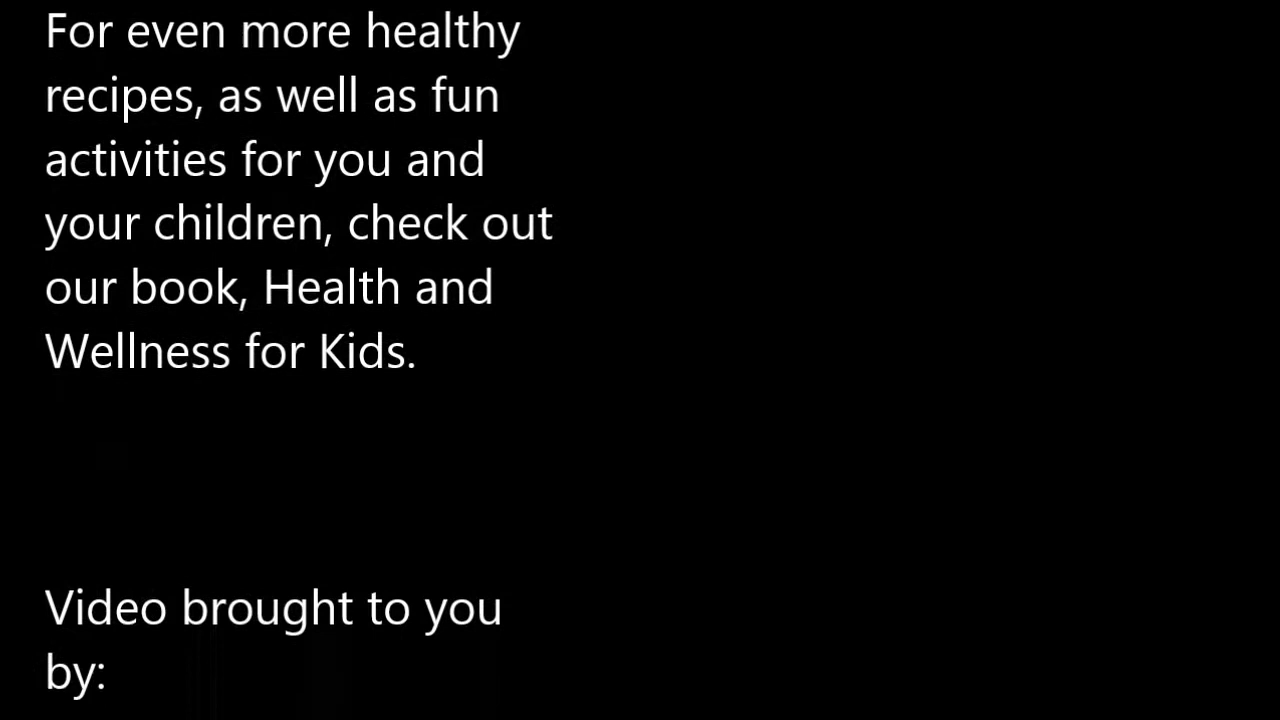 For even more healthy
recipes, as well as fun
activities for you and
your children, check out
our book, Health and
Wellness for Kids.
Video brought to you
by: